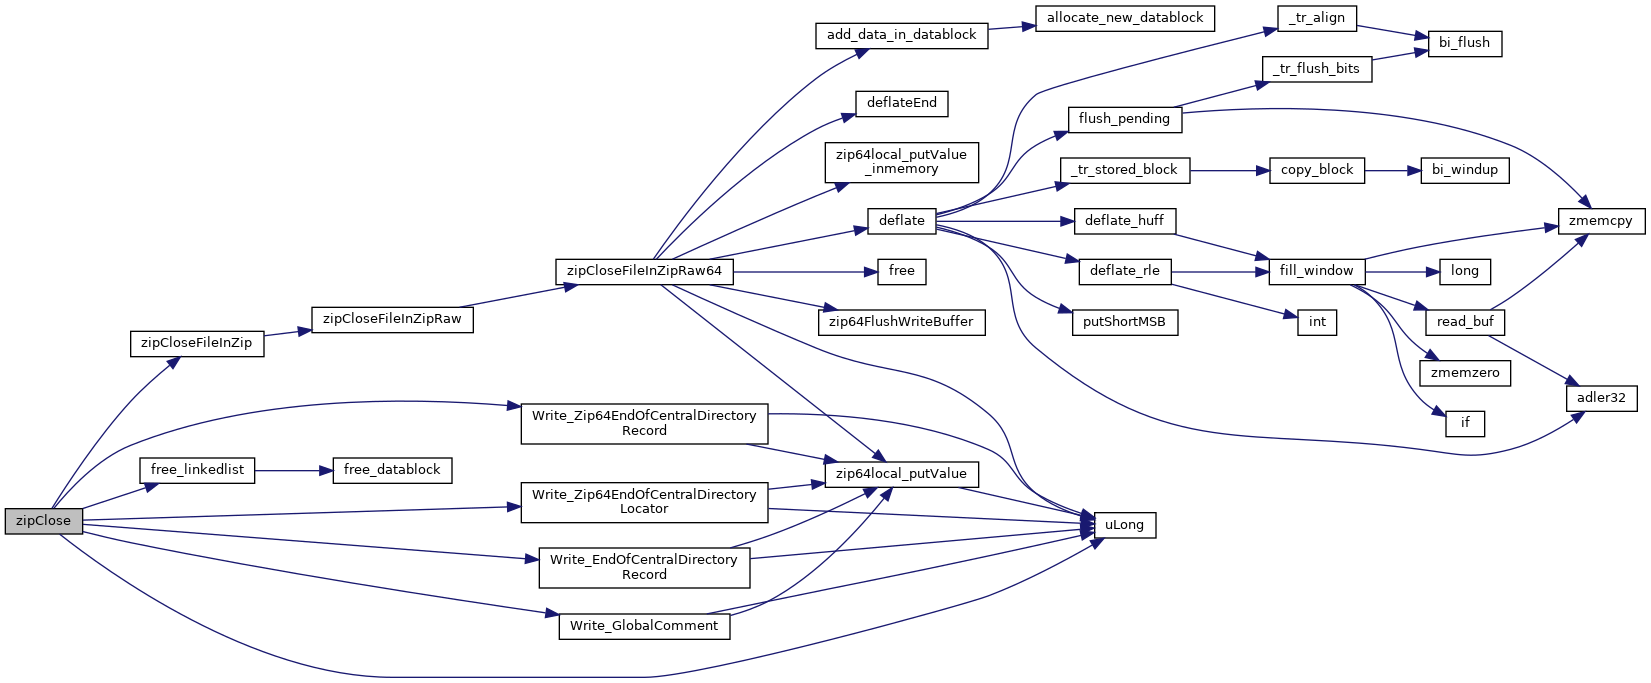 zipClose
zipCloseFileInZip
free_linkedlist
free_datablock
zipCloseFileInZipRaw
Write_Zip64EndOfCentralDirectory
Record
Write_Zip64EndOfCentralDirectory
Locator
Write_EndOfCentralDirectory
Record
Write_GlobalComment
zipCloseFileInZipRaw64
add_data_in_datablock
allocate_new_datablock
deflateEnd
zip64local_putValue
_inmemory
deflate
free
zip64FlushWriteBuffer
zip64local_putValue
uLong
flush_pending
_tr_stored_block
deflate_huff
deflate_rle
putShortMSB
_tr_align
_tr_flush_bits
copy_block
fill_window
int
bi_flush
bi_windup
long
read_buf
zmemzero
if
zmemcpy
adler32